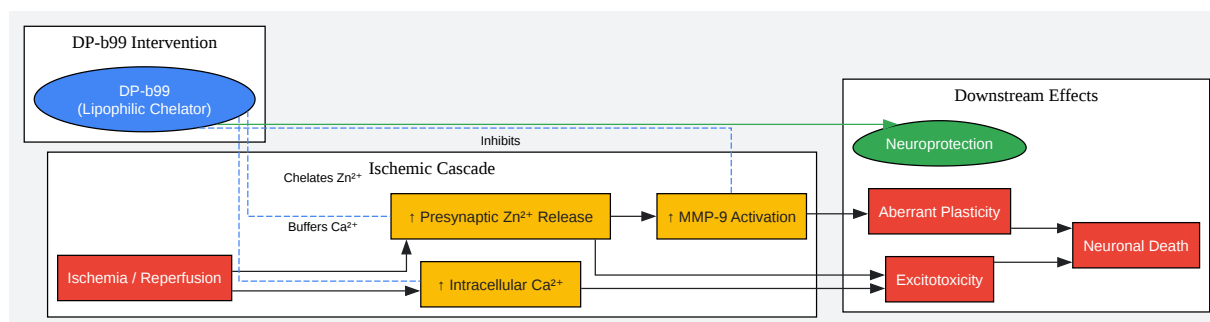 DP-b99 Intervention
DP-b99
(Lipophilic Chelator)
Inhibits
Ischemic Cascade
Chelates Zn²⁺
Buffers Ca²⁺
↑ Presynaptic Zn²⁺ Release
↑ MMP-9 Activation
Ischemia / Reperfusion
↑ Intracellular Ca²⁺
Downstream Effects
Neuroprotection
Aberrant Plasticity
Neuronal Death
Excitotoxicity